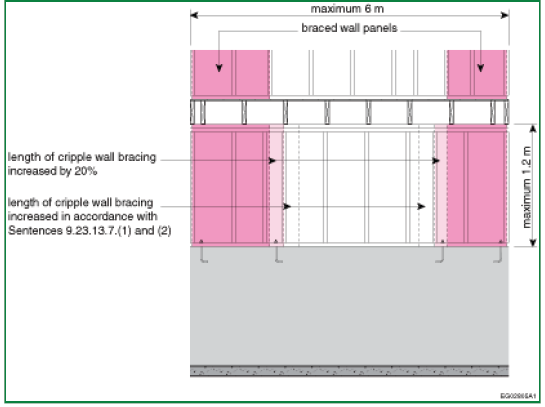 maximum 6 m
braced wall panels
length of cripple wall bracing
increased by 20%
maximum 1.2 m
length of cripple wall bracing
increased in accordance with
Sentences 9.23.13.7.(1) and (2)
EG02805A1